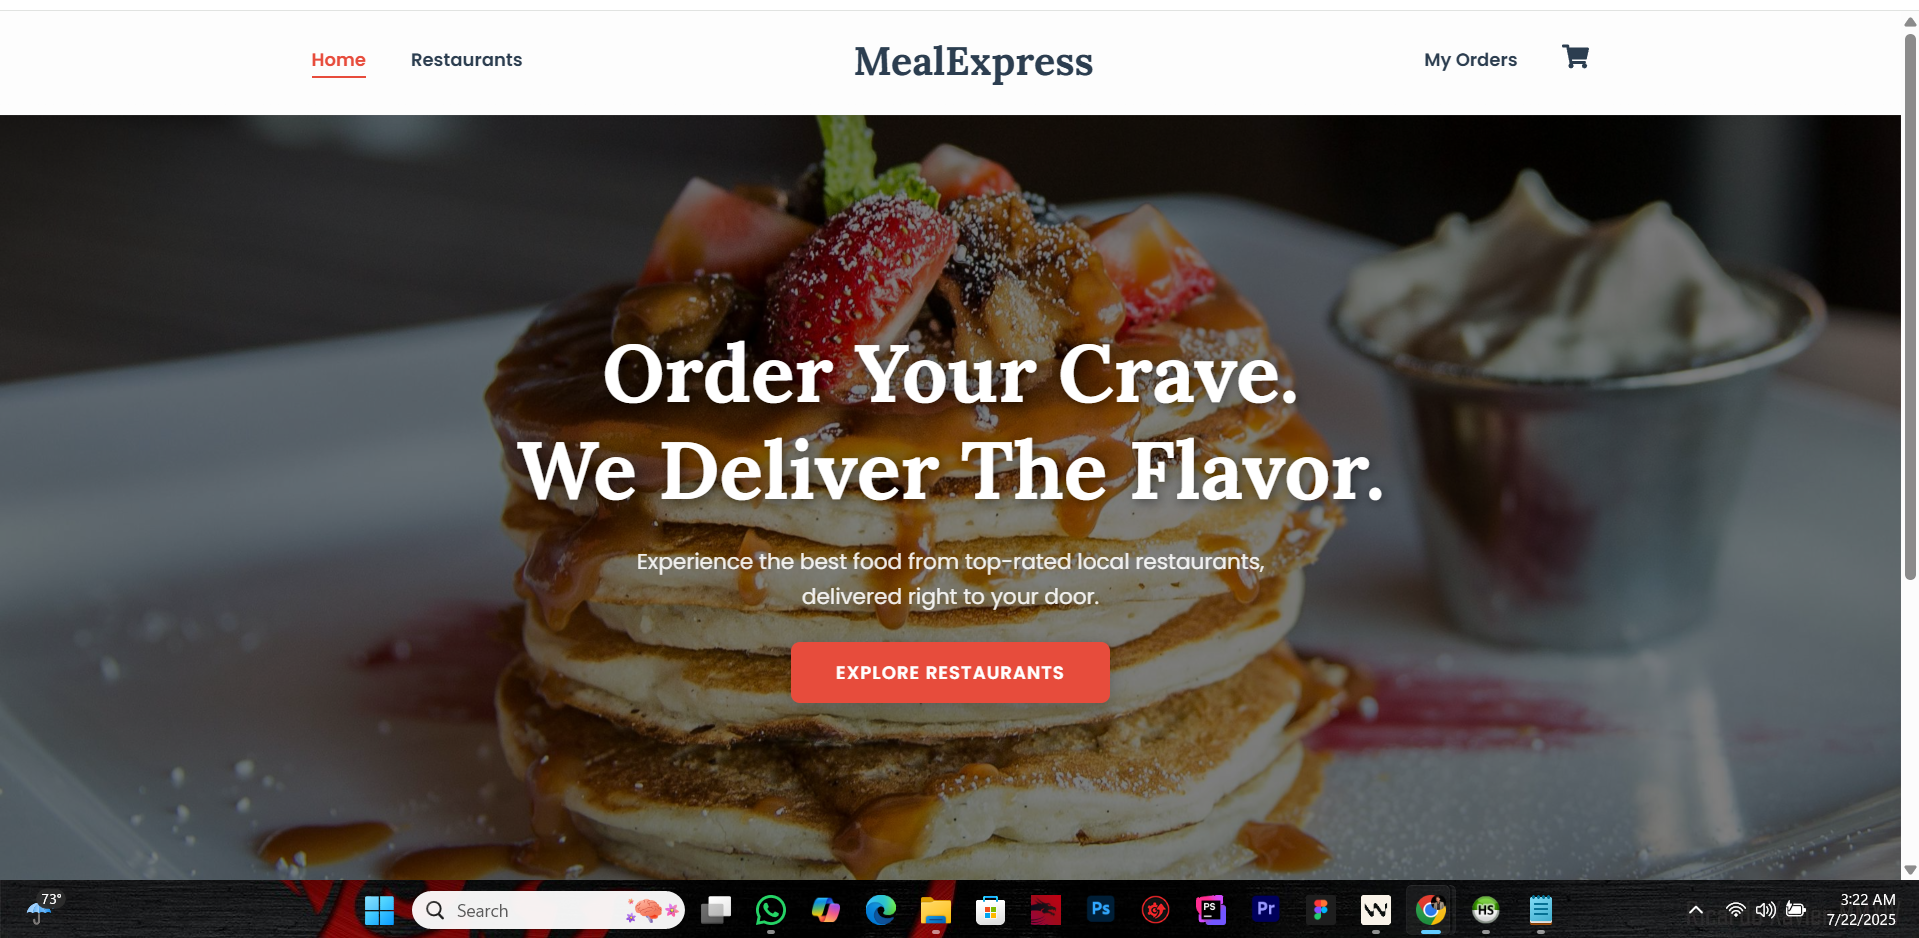 Home
Restaurants
MealExpress
My Orders
Order Your Crave.
We Deliver The Flavor.
Experience the best food from top-rated local restaurants,
delivered right to your door.
EXPLORE RESTAURANTS
73°
Search
Ps
PS
Pr
HS
3:22 AM
7/22/2025